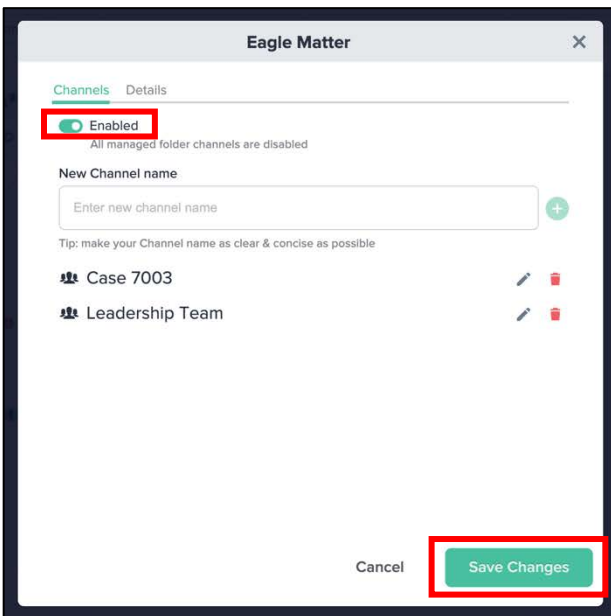 Eagle Matter
Channels Details
Enabled
All managed folder channels are disabled
New Channel name
Enter new channel name
Tip: make your Channel name as clear & concise as possible
Case 7003
Leadership Team
Cancel Save Changes